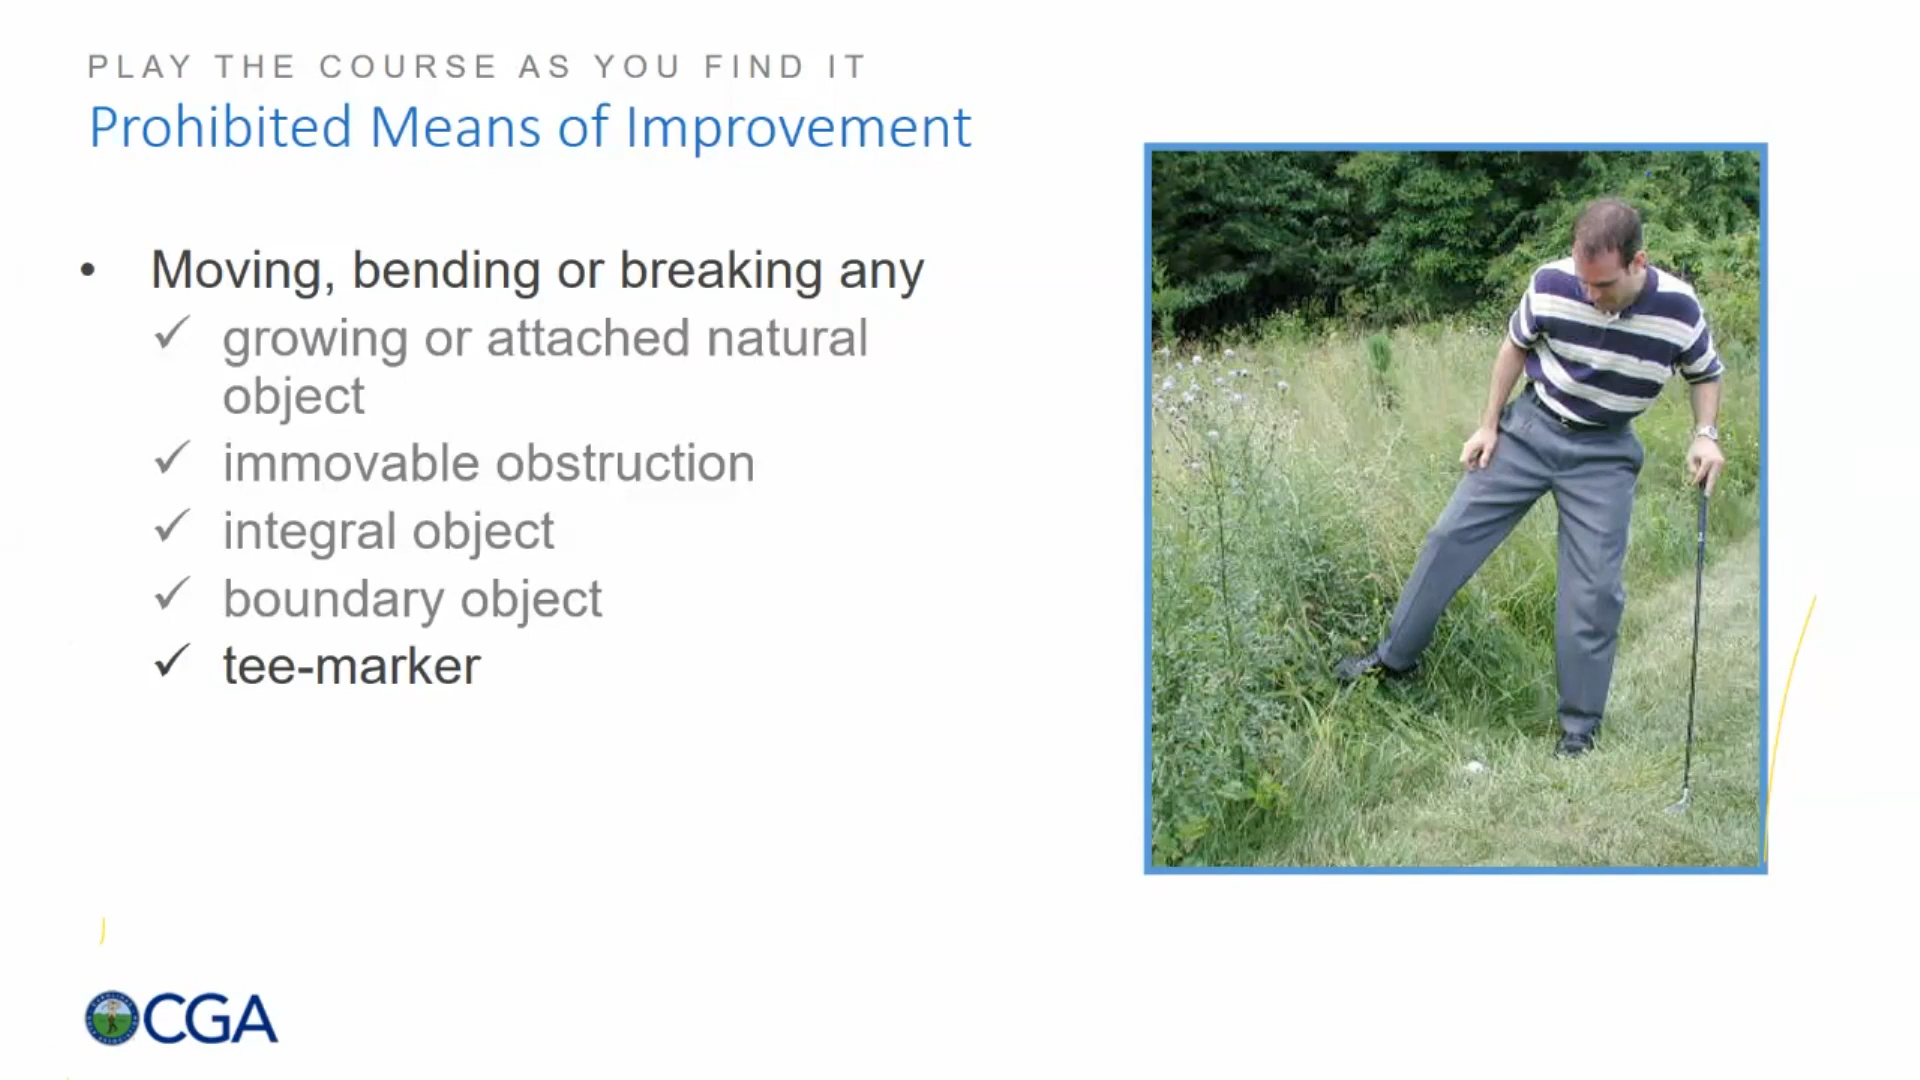 PLAY THE COURSE AS YOU FIND IT
Prohibited Means of Improvement
• Moving, bending or breaking any
✓ growing or attached natural
object
✓ immovable obstruction
✓ integral object
✓ boundary object
✓ tee-marker
CGA